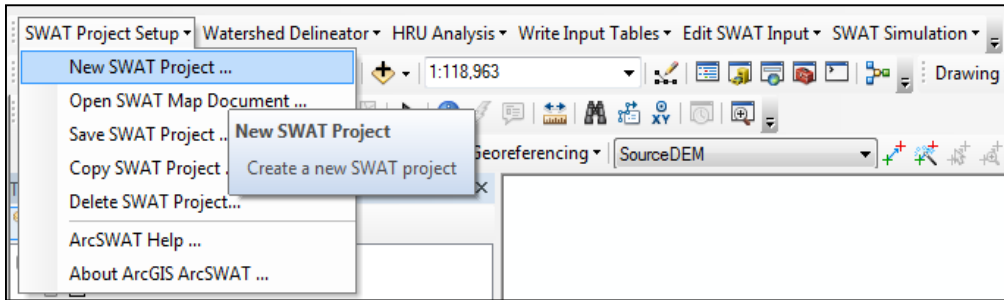 SWAT Project Setup Watershed Delineator HRU Analysis Write Input Tables Edit SWAT Input SWAT Simulation
New SWAT Project ...
1:118,963
Drawing
Open SWAT Map Document ...
Save SWAT Project ..
New SWAT Project
Create a new SWAT project
Copy SWAT Project .
Georeferencing
SourceDEM
Delete SWAT Project...
ArcSWAT Help ...
About ArcGIS ArcSWAT ...